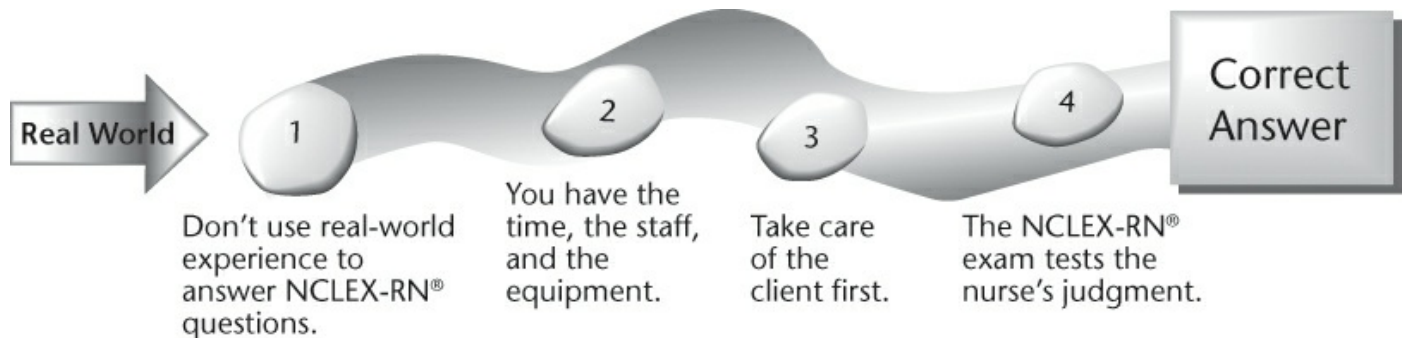 Real World
1
Don't use real-world
experience to
answer NCLEX-RN®
questions.
2
You have the
time, the staff,
and the
equipment.
3
Take care
of the
client first.
4
The NCLEX-RN®
exam tests the
nurse's judgment.
Correct
Answer